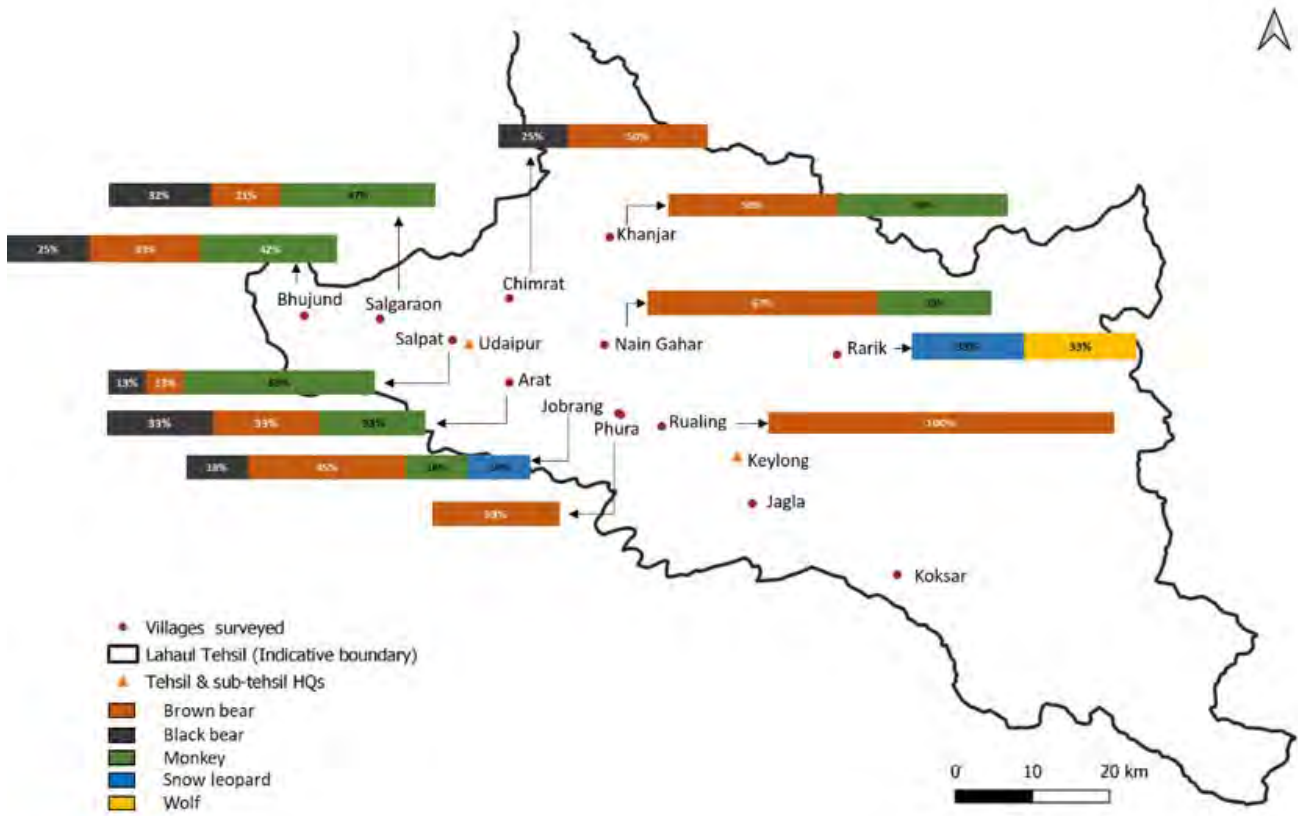 25% 50%
32% 21% 47%
50% 50%
Khanjar
25% 33% 42%
Chimrat
Bhujund
Salgaraon
67% 33%
Salpat
Udaipur
Nain Gahar
Rarik
33% 33%
13% 13%
Arat
33% 33% 33%
Jobrang
Phura
Rualing
100%
18% 45% 18% 18%
Keylong
Jagla
Koksar
Villages surveyed
Lahaul Tehsil (Indicative boundary)
Tehsil & sub-tehsil HQs
Brown bear
Black bear
Monkey
Snow leopard
Wolf
0 10 20 km